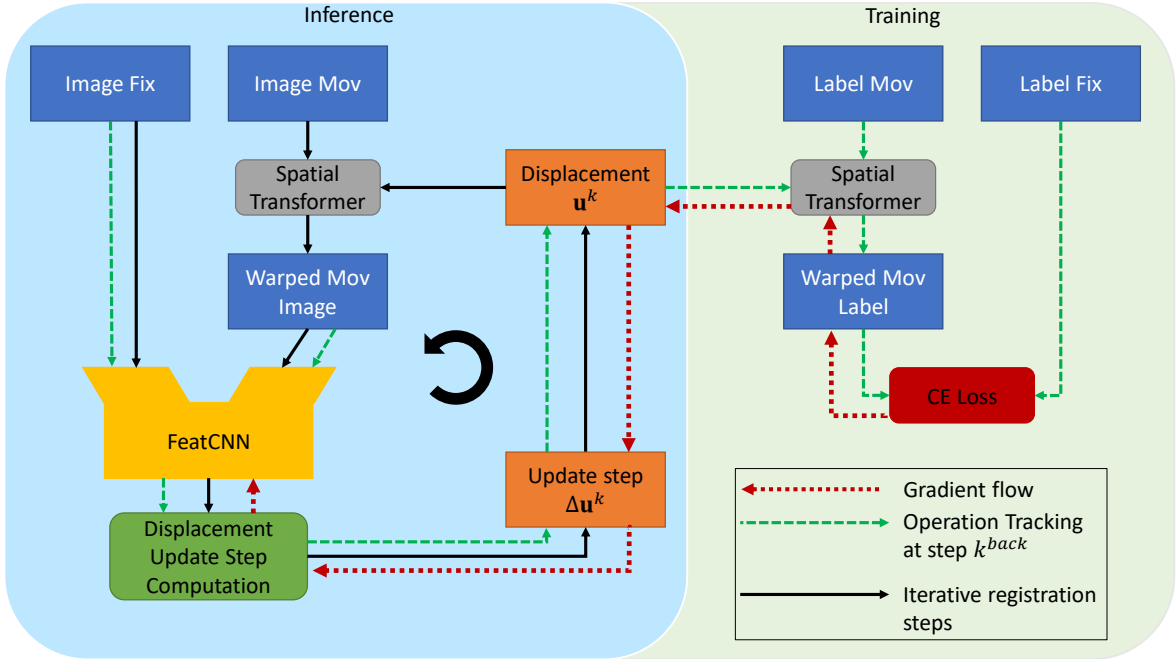 Inference
Training
Image Fix
Image Mov
Label Mov
Label Fix
Spatial
Transformer
Displacement
𝐮ᵏ
Spatial
Transformer
Warped Mov
Image
Warped Mov
Label
CE Loss
FeatCNN
Update step
Δ𝐮ᵏ
Displacement
Update Step
Computation
Gradient flow
Operation Tracking
at step k^{back}
Iterative registration
steps